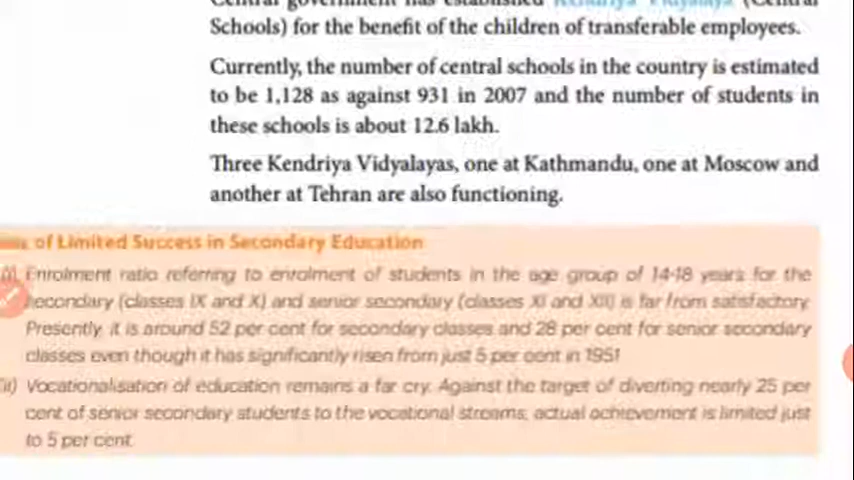 Central government has established Kendriya Vidyalaya (Central
Schools) for the benefit of the children of transferable employees.
Currently, the number of central schools in the country is estimated
to be 1,128 as against 931 in 2007 and the number of students in
these schools is about 12.6 lakh.
Three Kendriya Vidyalayas, one at Kathmandu, one at Moscow and
another at Tehran are also functioning.
of Limited Success in Secondary Education
(i) Enrolment ratio referring to enrolment of students in the age group of 14-18 years for the
secondary (classes IX and X) and senior secondary (classes XI and XII) is far from satisfactory.
Presently, it is around 52 per cent for secondary classes and 28 per cent for senior secondary
classes even though it has significantly risen from just 5 per cent in 1951
(ii) Vocationalisation of education remains a far cry. Against the target of diverting nearly 25 per
cent of senior secondary students to the vocational streams, actual achievement is limited just
to 5 per cent.